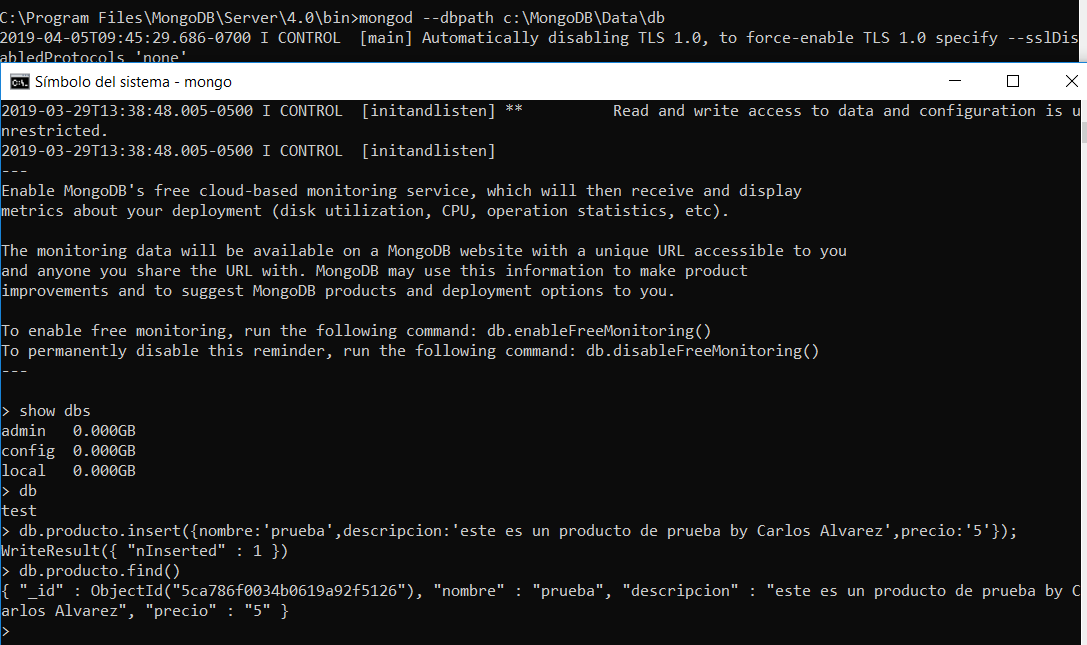 C:\Program Files\MongoDB\Server\4.0\bin>mongod --dbpath c:\MongoDB\Data\db
2019-04-05T09:45:29.686-0700 I CONTROL  [main] Automatically disabling TLS 1.0, to force-enable TLS 1.0 specify --sslDis
abledProtocols 'none'
Símbolo del sistema - mongo
2019-03-29T13:38:48.005-0500 I CONTROL  [initandlisten] **          Read and write access to data and configuration is u
nrestricted.
2019-03-29T13:38:48.005-0500 I CONTROL  [initandlisten]
---
Enable MongoDB's free cloud-based monitoring service, which will then receive and display
metrics about your deployment (disk utilization, CPU, operation statistics, etc).

The monitoring data will be available on a MongoDB website with a unique URL accessible to you
and anyone you share the URL with. MongoDB may use this information to make product
improvements and to suggest MongoDB products and deployment options to you.

To enable free monitoring, run the following command: db.enableFreeMonitoring()
To permanently disable this reminder, run the following command: db.disableFreeMonitoring()
---

> show dbs
admin   0.000GB
config  0.000GB
local   0.000GB
> db
test
> db.producto.insert({nombre:'prueba',descripcion:'este es un producto de prueba by Carlos Alvarez',precio:'5'});
WriteResult({ "nInserted" : 1 })
> db.producto.find()
{ "_id" : ObjectId("5ca786f0034b0619a92f5126"), "nombre" : "prueba", "descripcion" : "este es un producto de prueba by C
arlos Alvarez", "precio" : "5" }
>